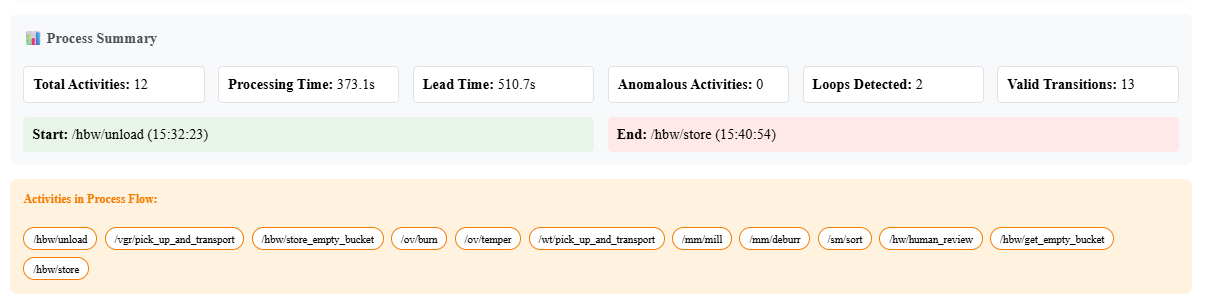 Process Summary
Total Activities: 12 Processing Time: 373.1s Lead Time: 510.7s Anomalous Activities: 0 Loops Detected: 2 Valid Transitions: 13
Start: /hbw/unload (15:32:23) End: /hbw/store (15:40:54)
Activities in Process Flow:
/hbw/unload /vgr/pick_up_and_transport /hbw/store_empty_bucket /ov/burn /ov/temper /wt/pick_up_and_transport /mm/mill /mm/deburr /sm/sort /hw/human_review /hbw/get_empty_bucket
/hbw/store